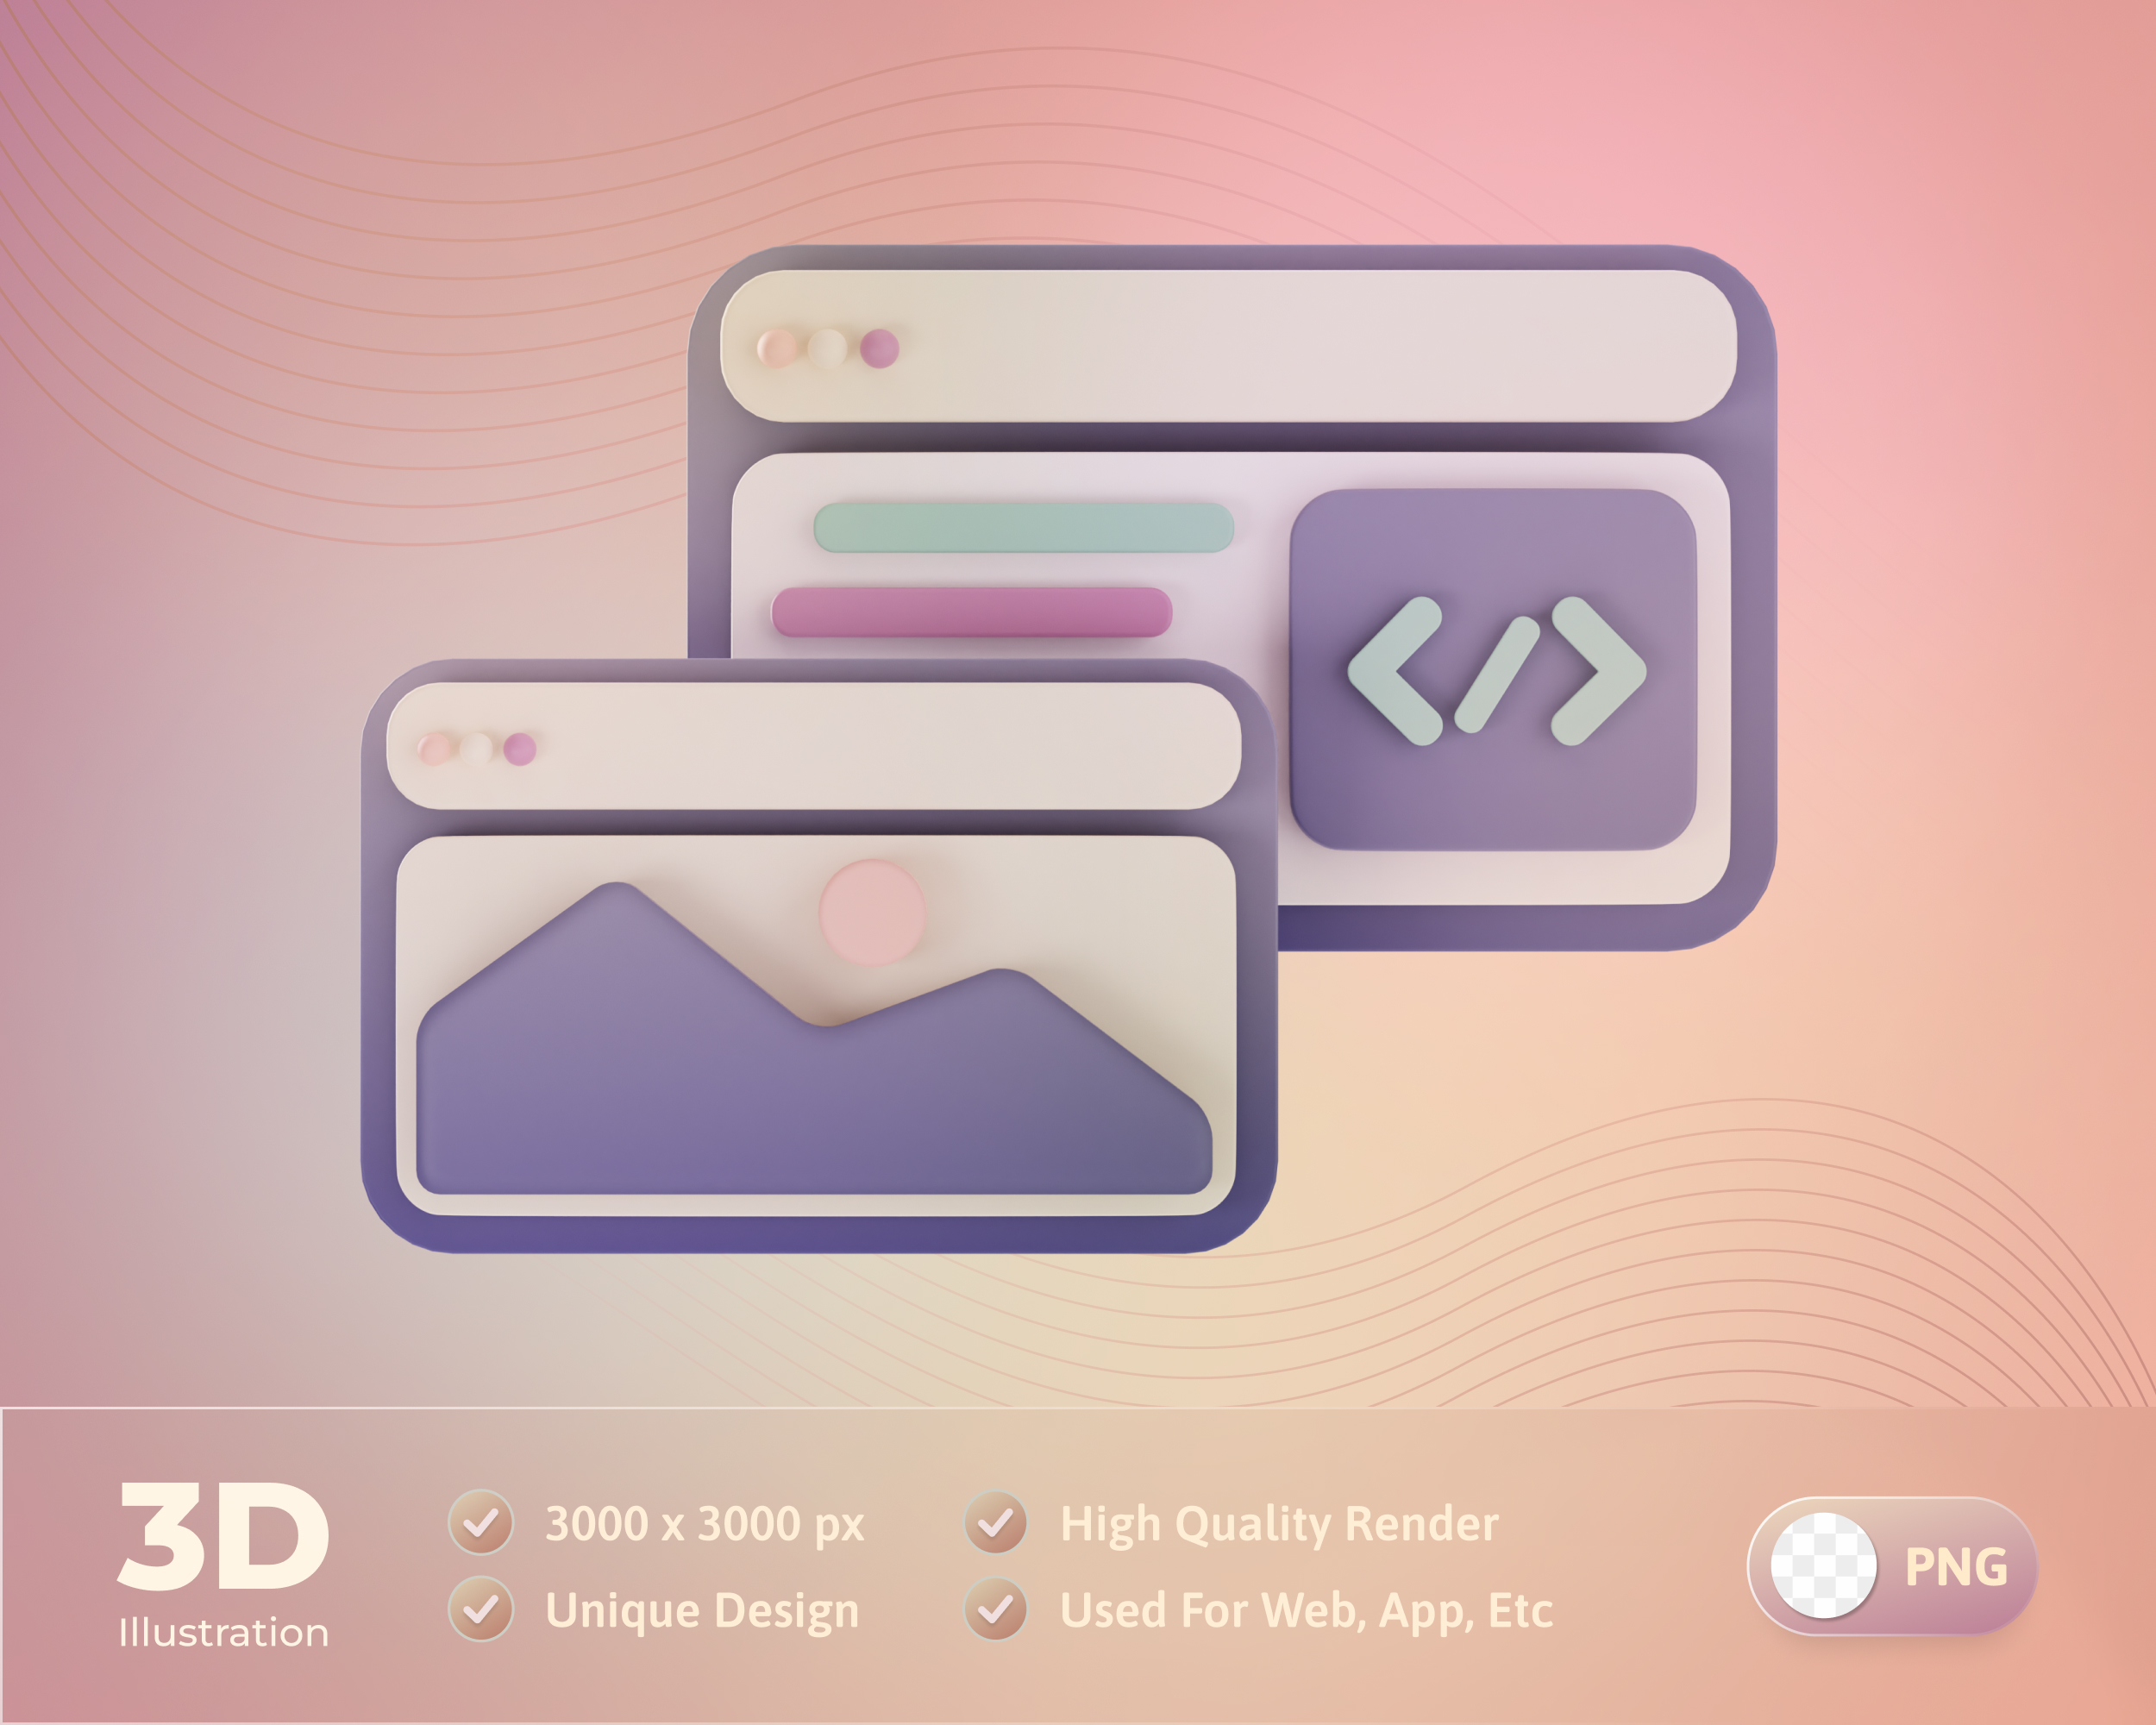 </>
3D
Illustration
3000 x 3000 px
Unique Design
High Quality Render
Used For Web, App, Etc
PNG